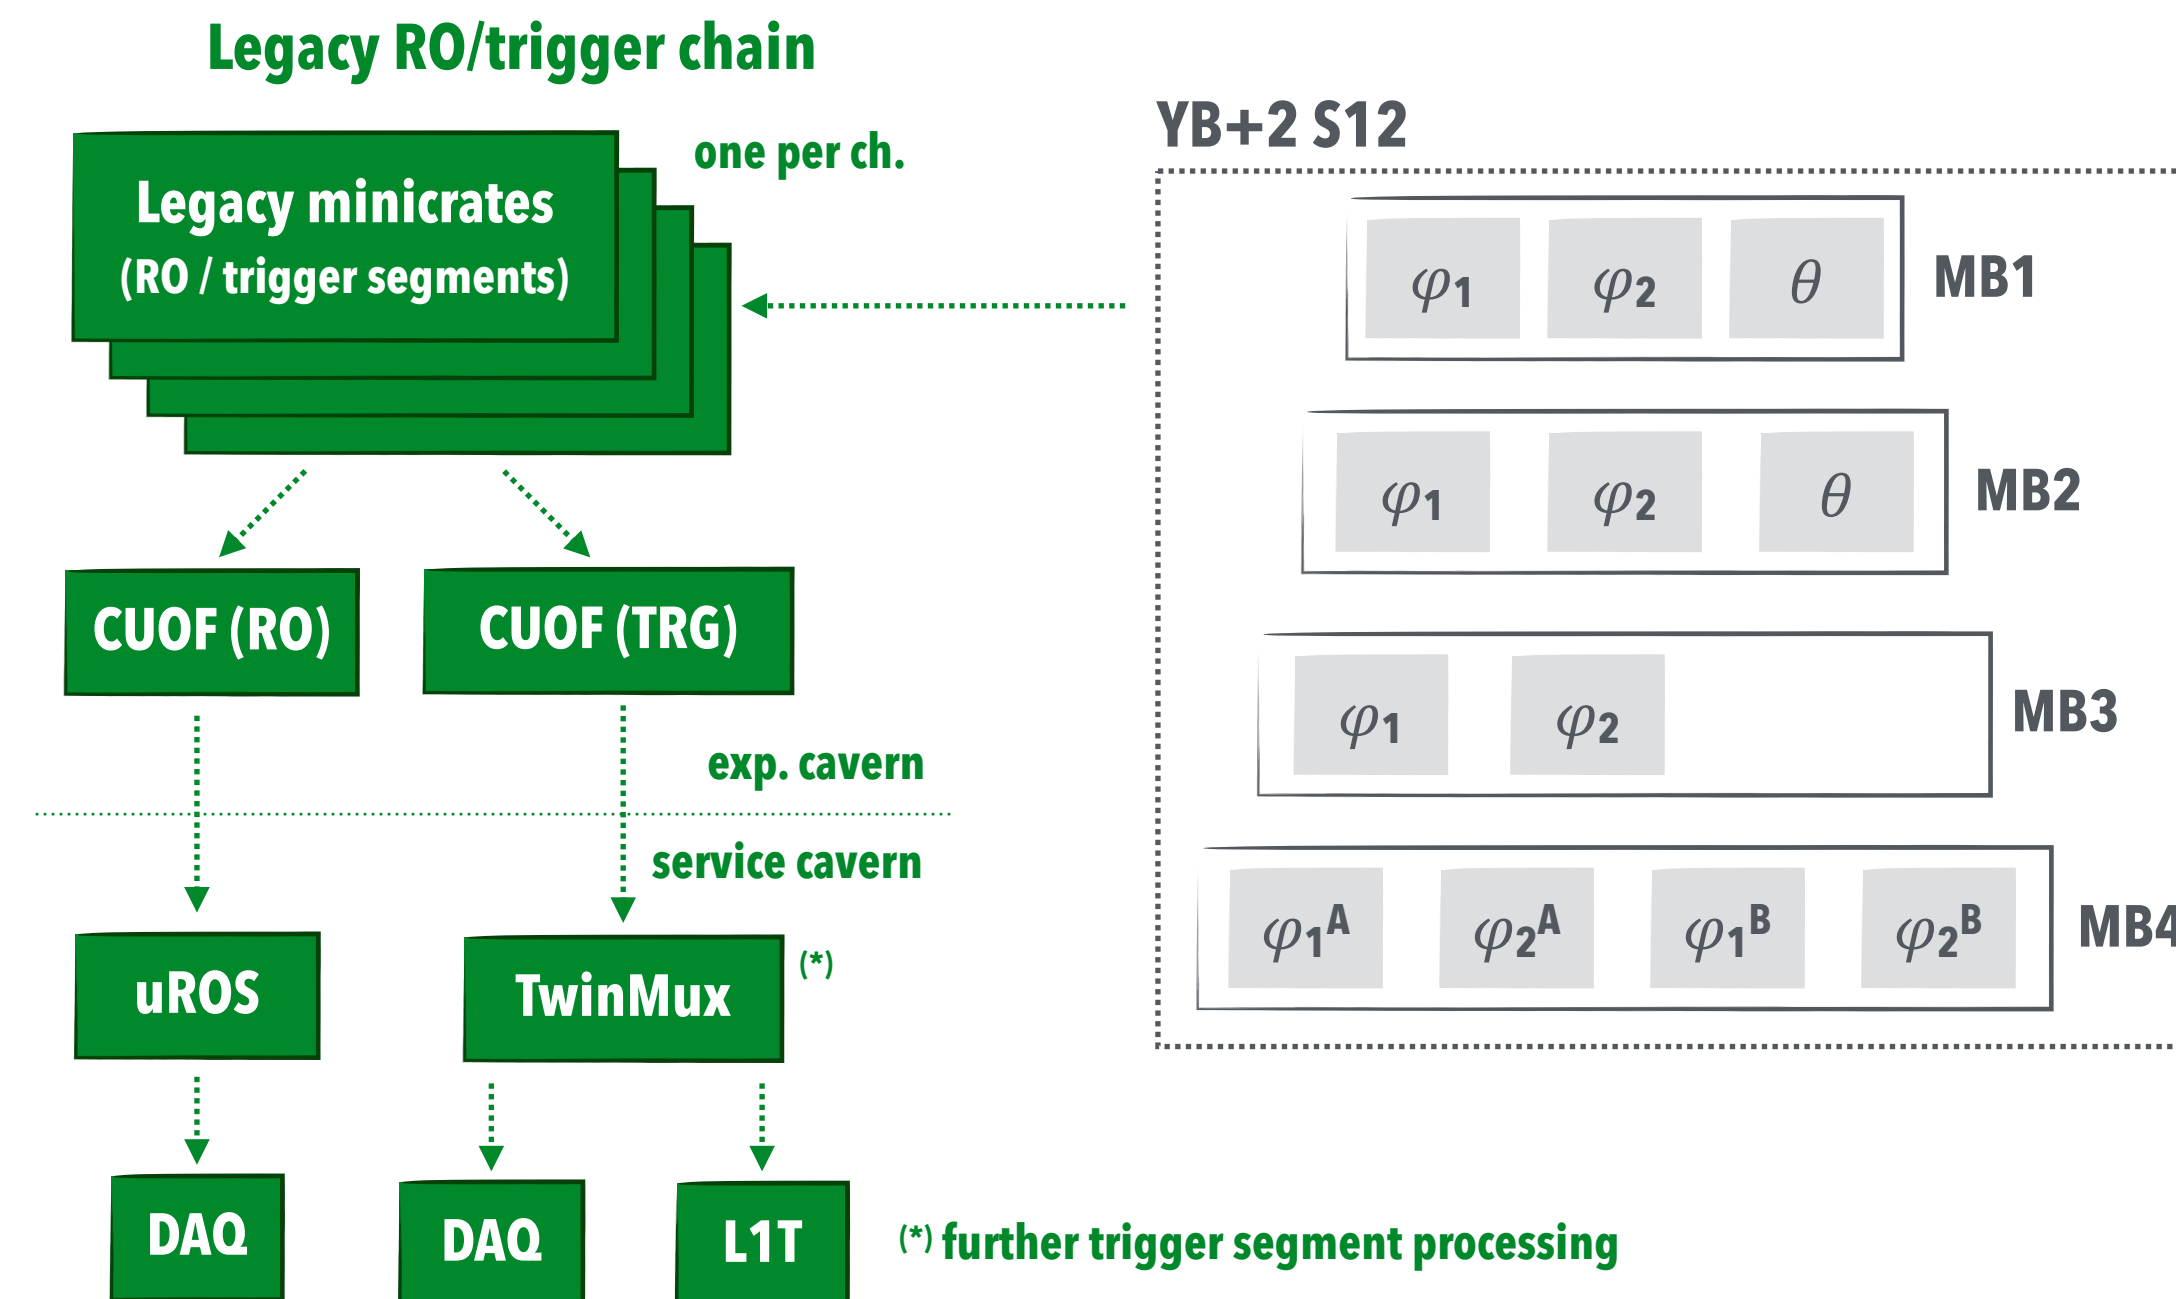 Legacy RO/trigger chain
one per ch.
Legacy minicrates
(RO / trigger segments)
CUOF (RO)
CUOF (TRG)
exp. cavern
service cavern
uROS
TwinMux
(*)
DAQ
DAQ
L1T
(*) further trigger segment processing
YB+2 S12
φ1 φ2 θ MB1
φ1 φ2 θ MB2
φ1 φ2 MB3
φ1A φ2A φ1B φ2B MB4